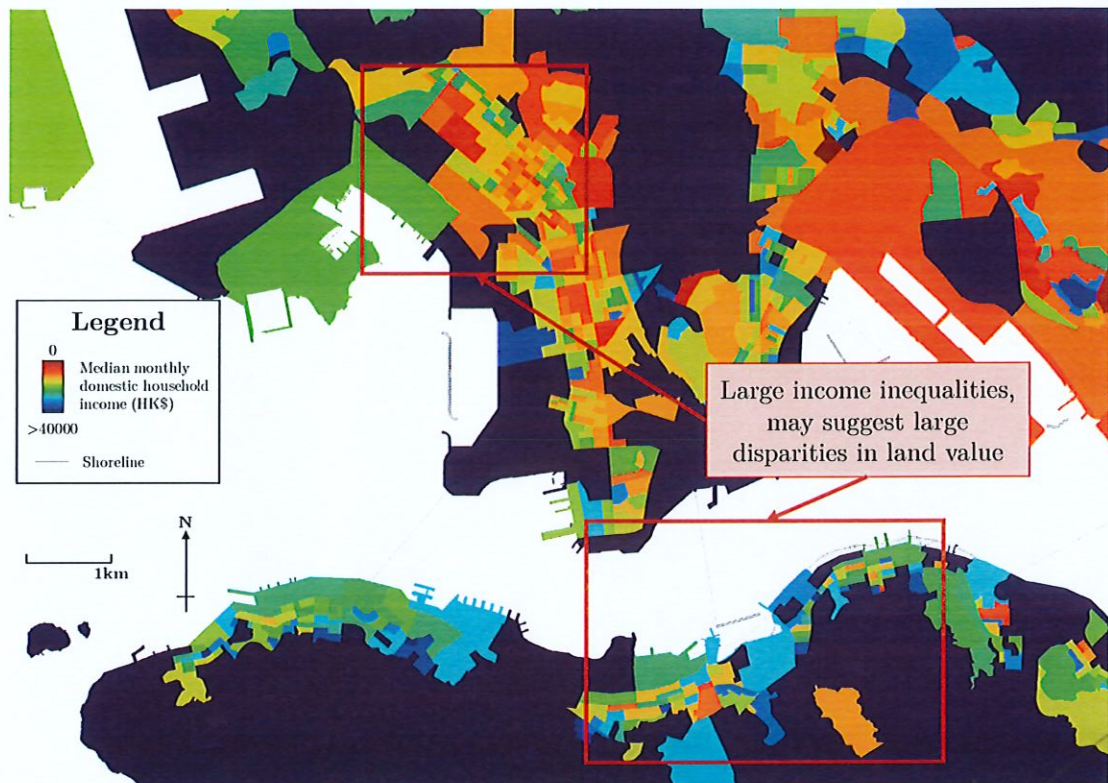 Legend
0
Median monthly
domestic household
income (HK$)
>40000
Shoreline
N
1km
Large income inequalities,
may suggest large
disparities in land value